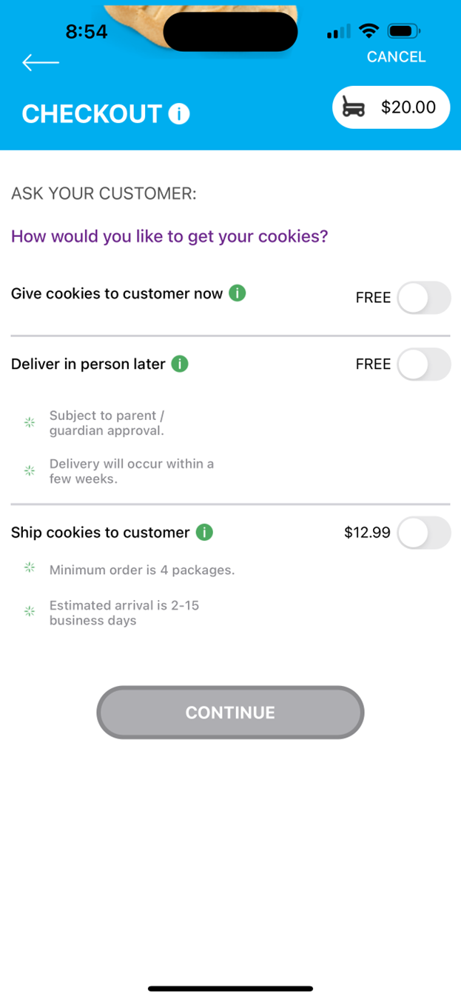 8:54
CANCEL
CHECKOUT i
$20.00
ASK YOUR CUSTOMER:
How would you like to get your cookies?
Give cookies to customer now i
FREE
Deliver in person later i
FREE
Subject to parent /
guardian approval.
Delivery will occur within a
few weeks.
Ship cookies to customer i
$12.99
Minimum order is 4 packages.
Estimated arrival is 2-15
business days
CONTINUE